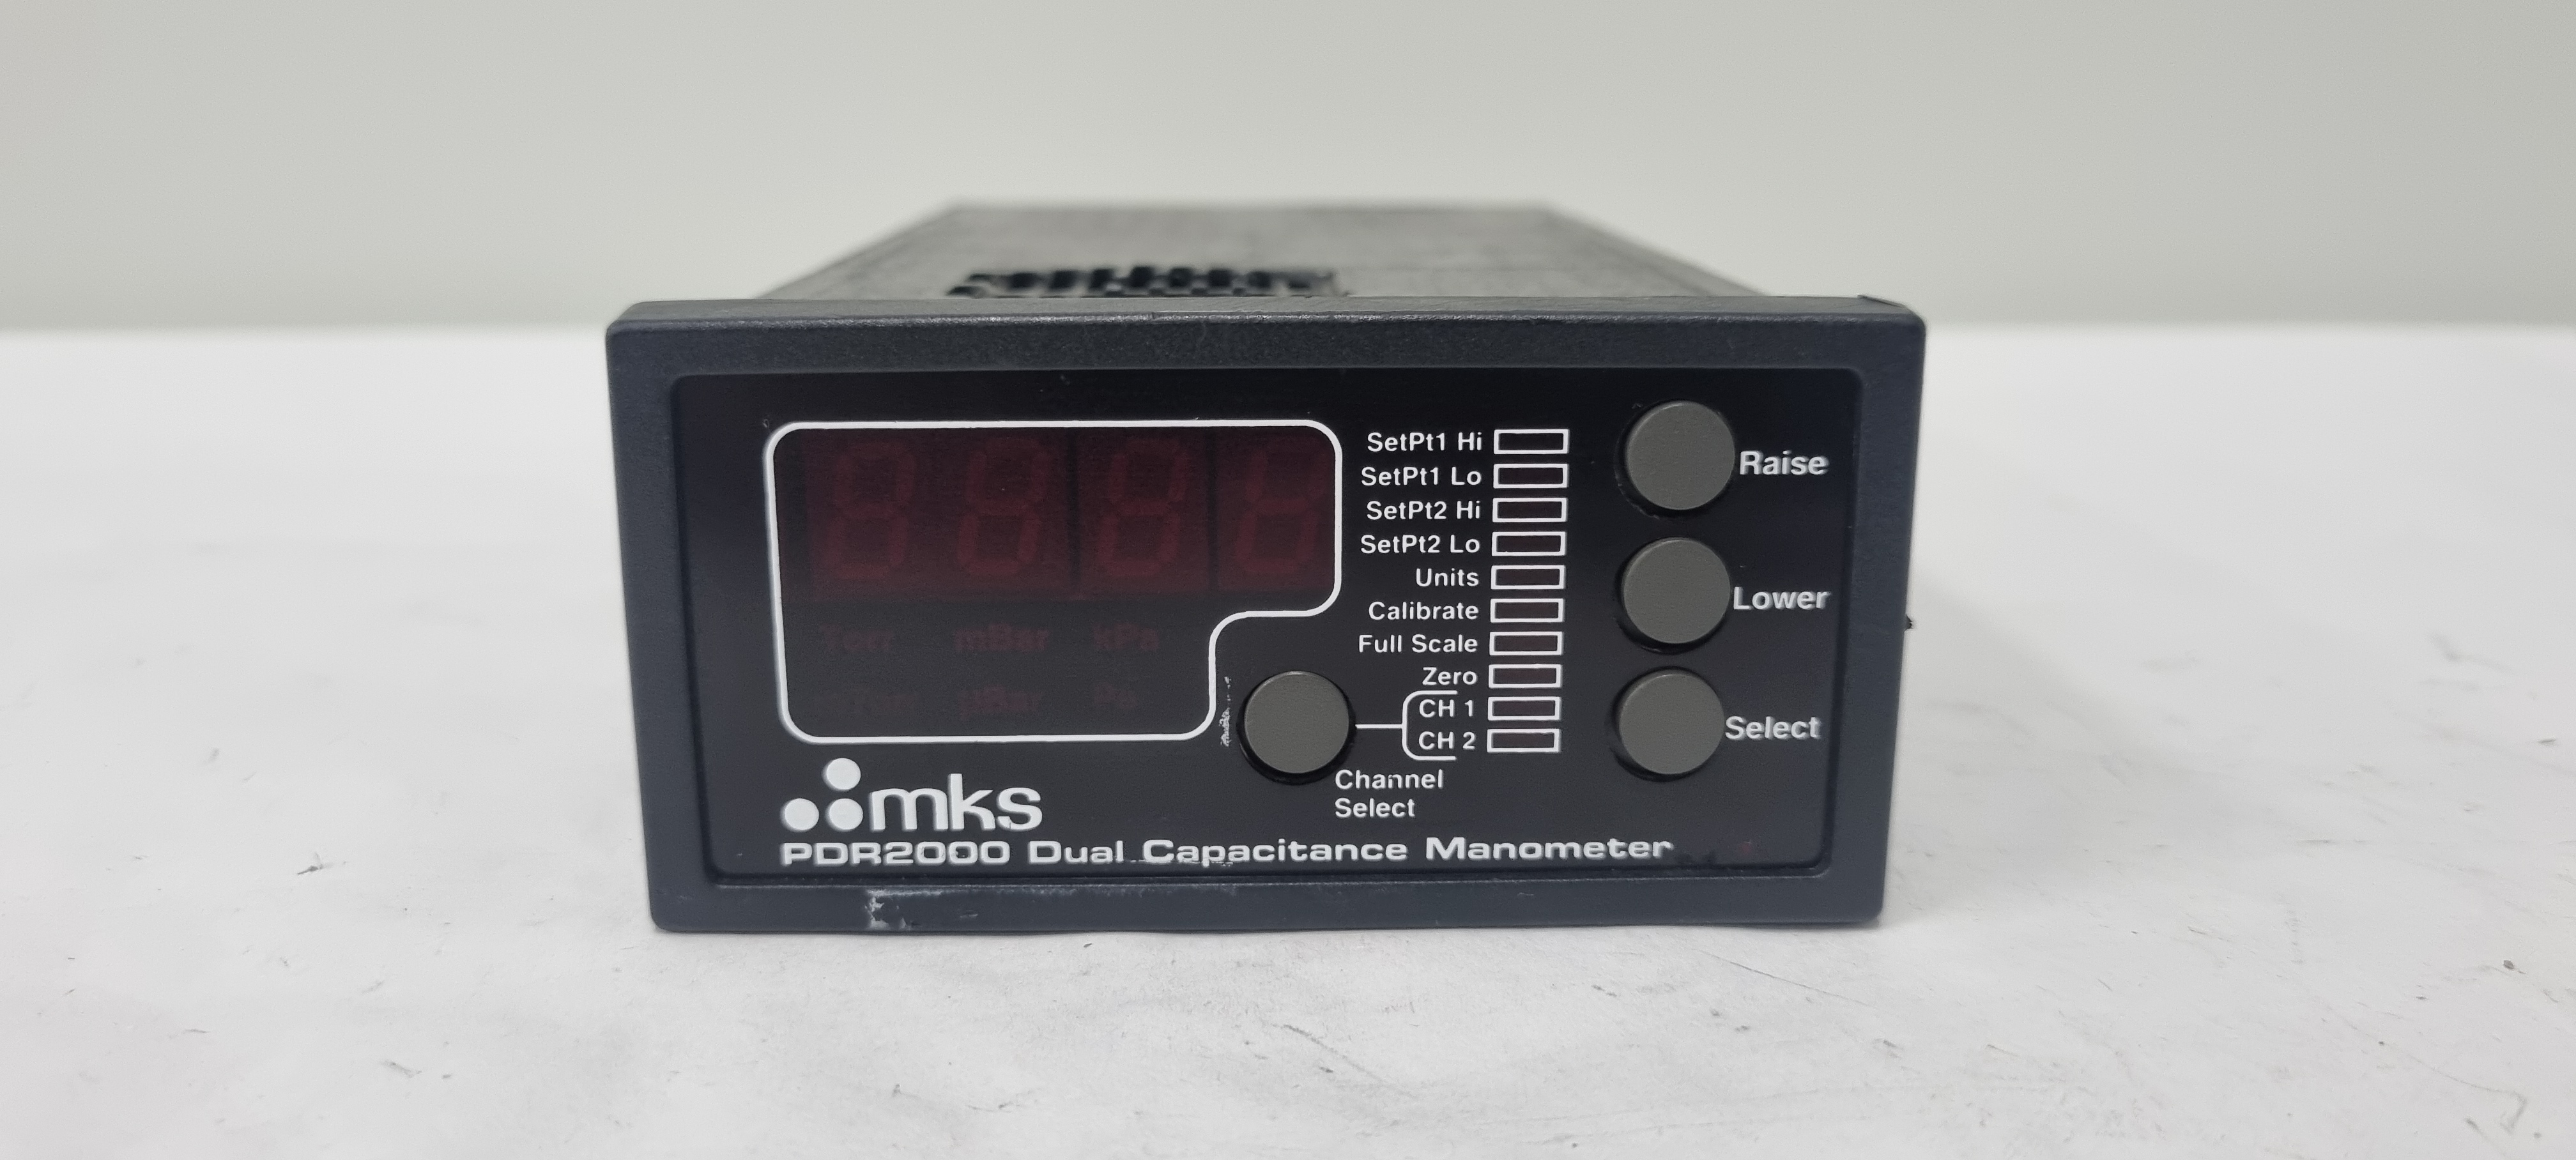 SetPt1 Hi
SetPt1 Lo
SetPt2 Hi
SetPt2 Lo
Units
Calibrate
Full Scale
Zero
CH 1
CH 2
Channel
Select
Raise
Lower
Select
Torr mBar kPa
µBar
mks
PDR2000 Dual Capacitance Manometer